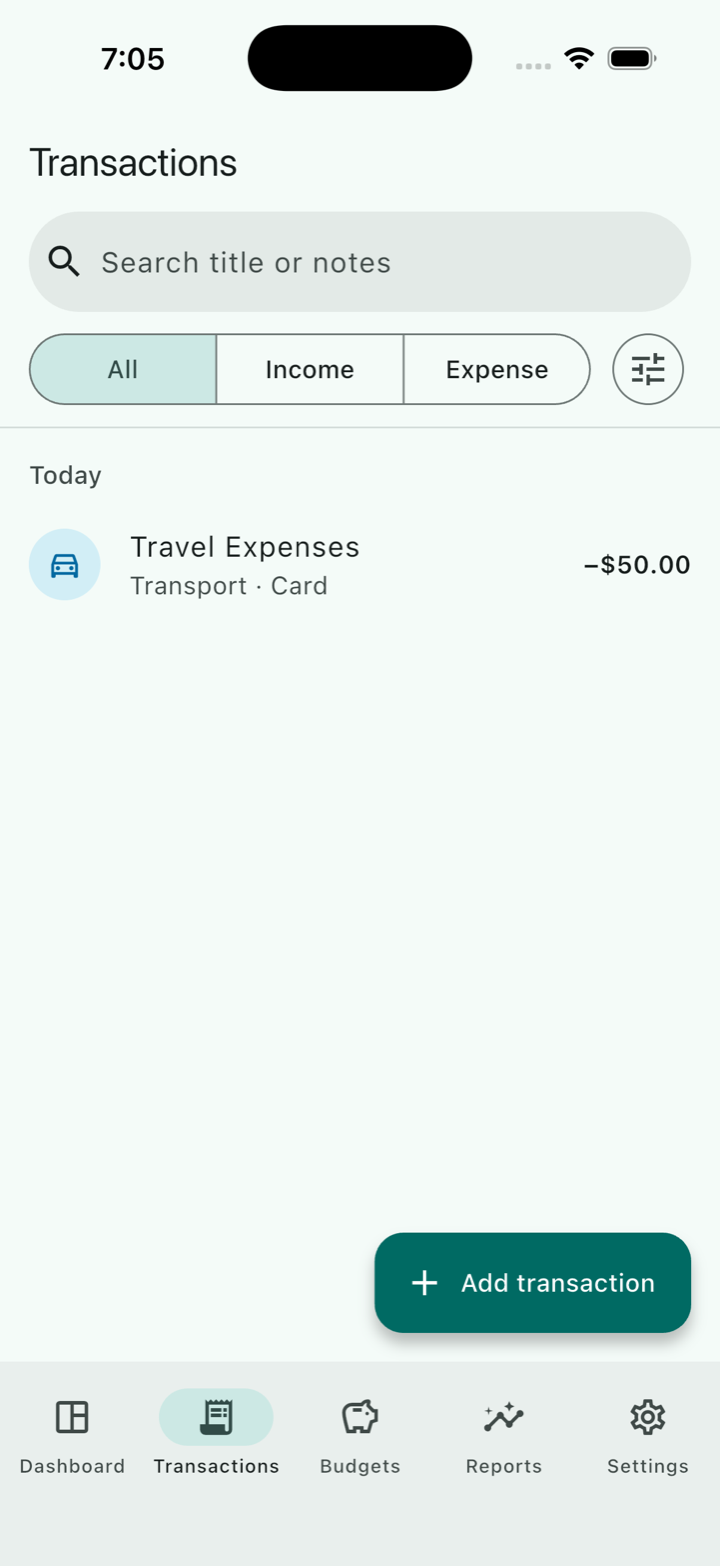 7:05
Transactions
Search title or notes
All
Income
Expense
Today
Travel Expenses
Transport · Card
–$50.00
Add transaction
Dashboard
Transactions
Budgets
Reports
Settings